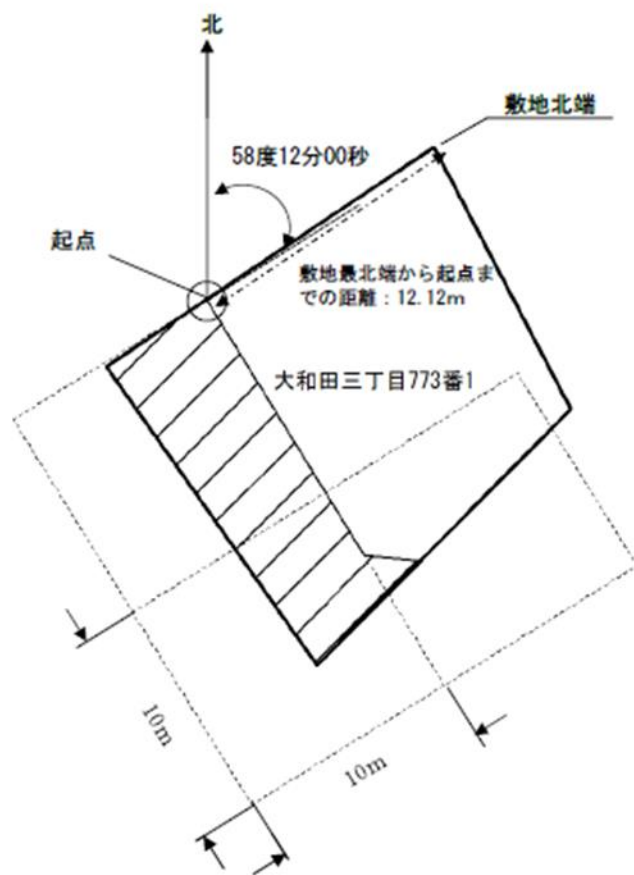 北
敷地北端
58度12分00秒
起点
敷地最北端から起点ま
での距離：12.12m
大和田三丁目773番1
10m
10m